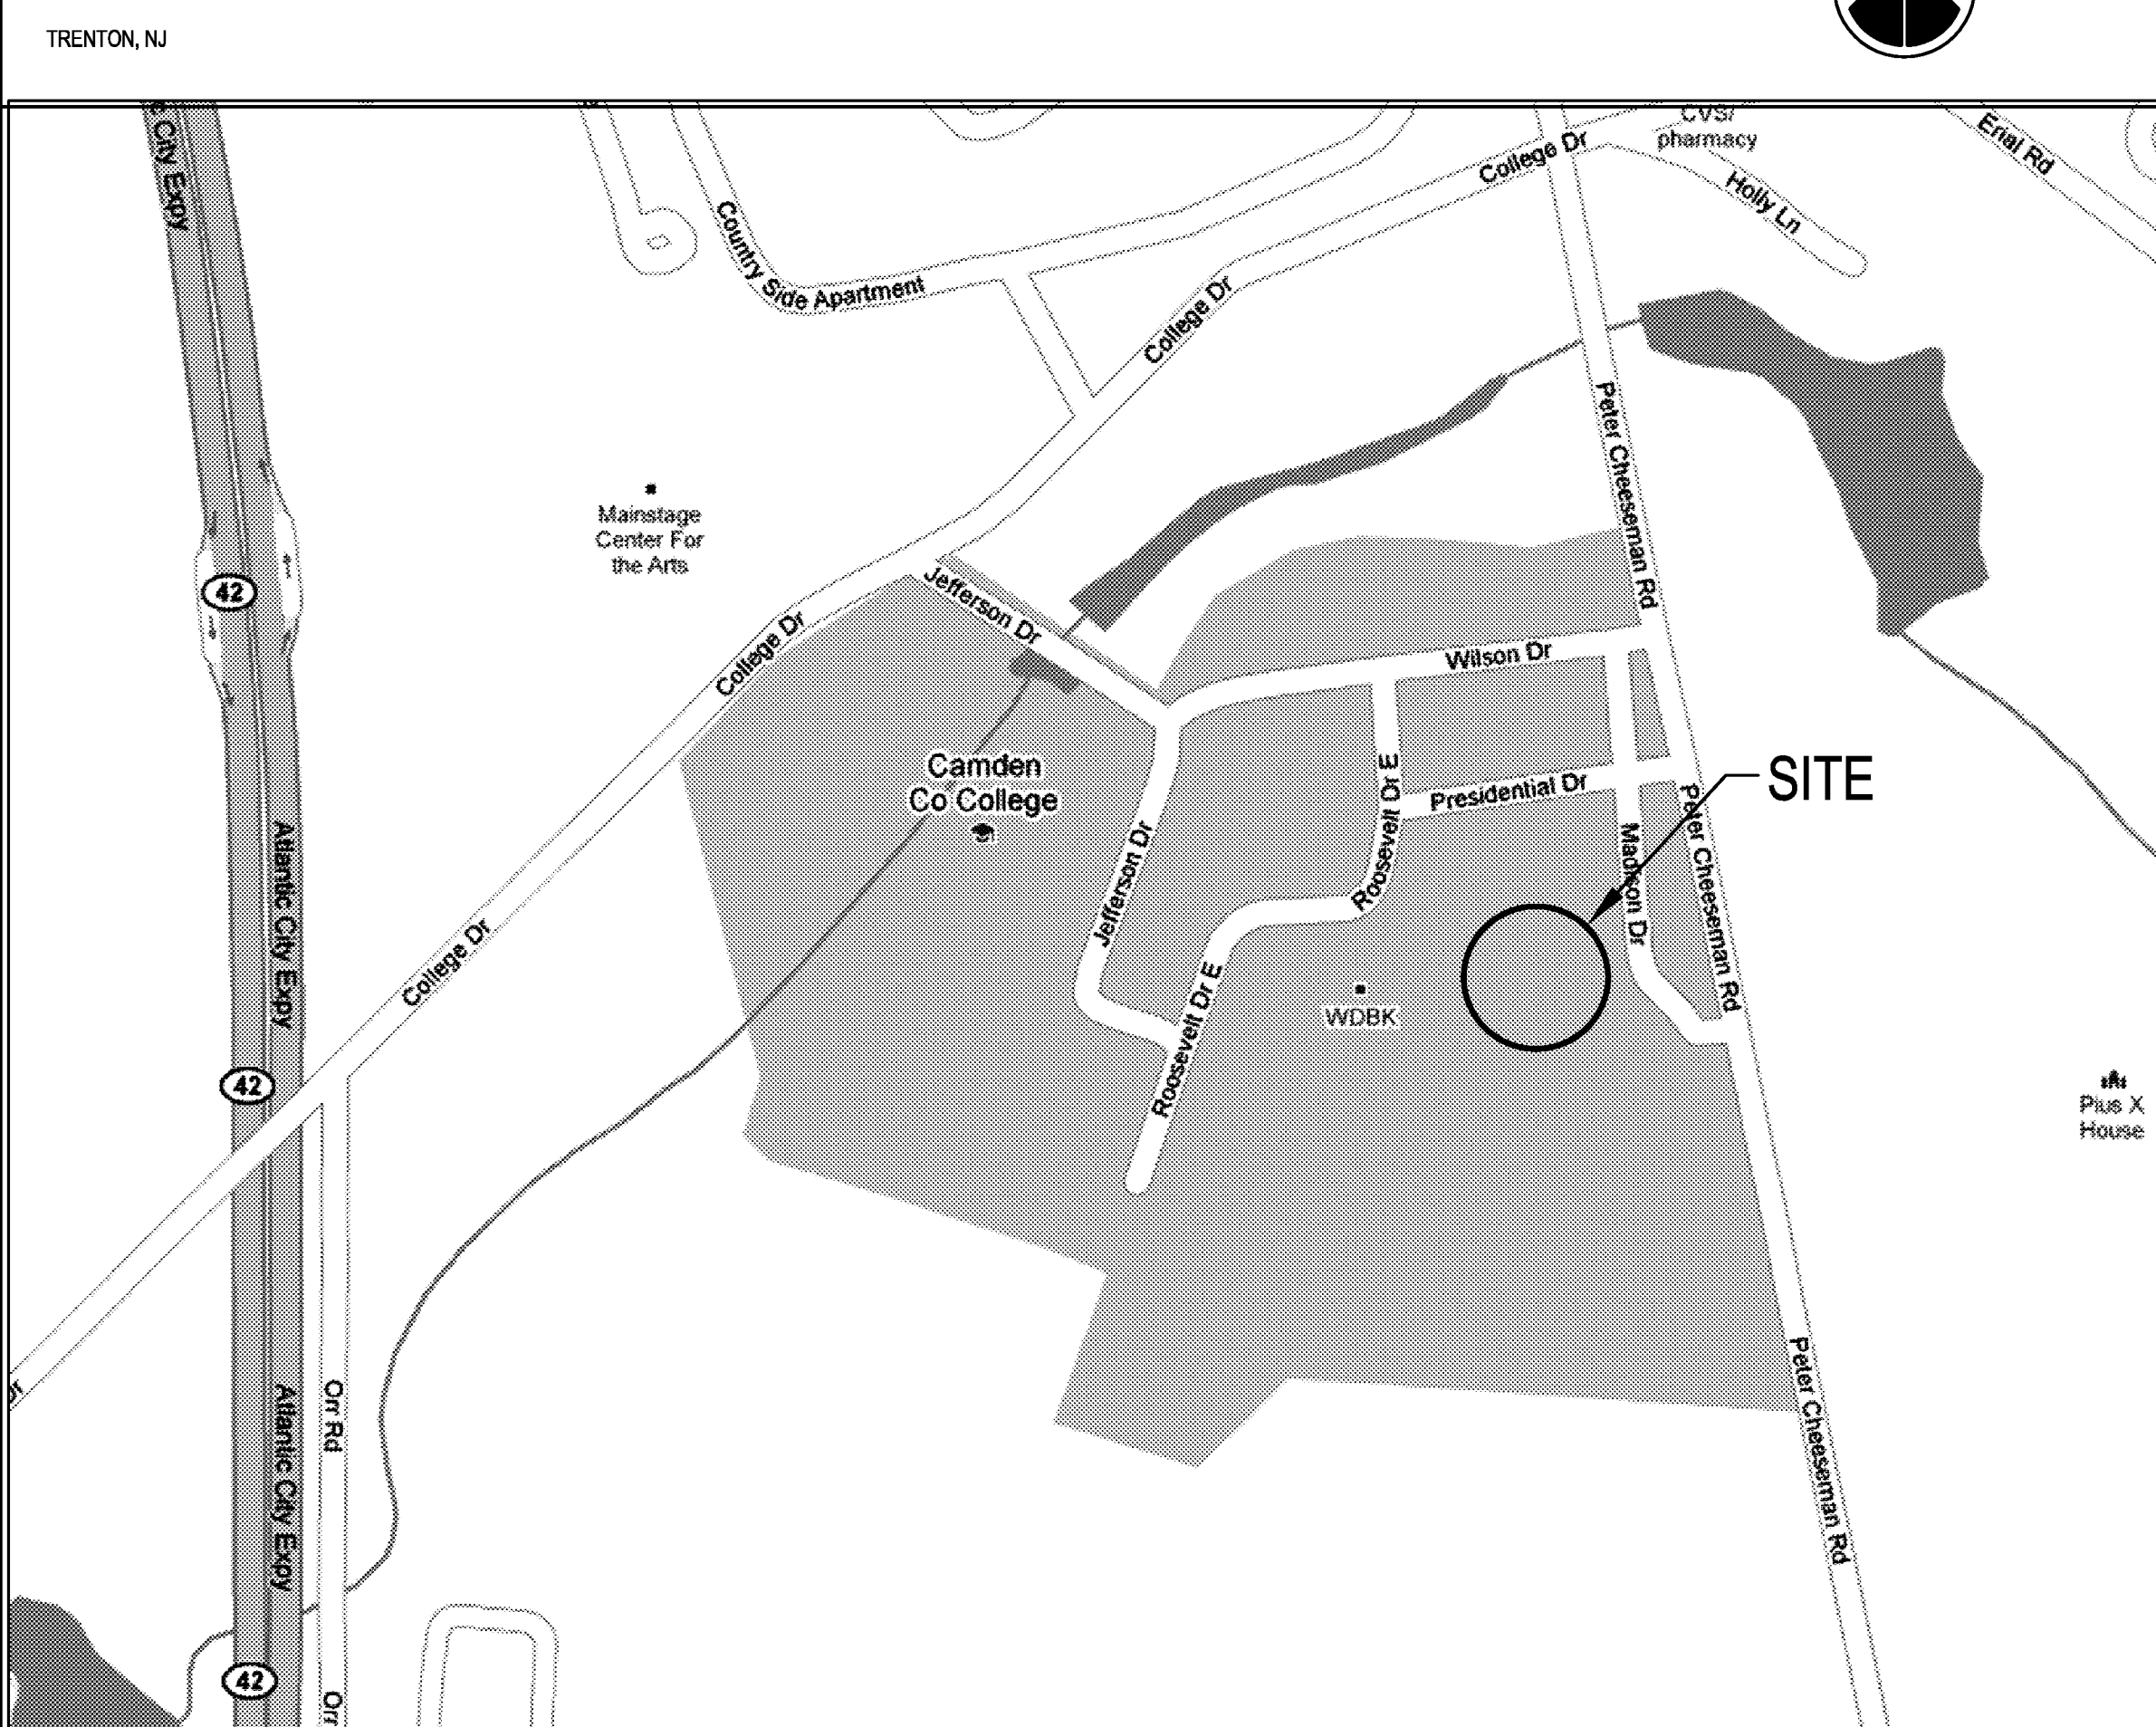 TRENTON, NJ
City Expy
CVS/
pharmacy
College Dr
Erial Rd
Holly Ln
Country Side Apartment
College Dr
Peter Cheeseman Rd
Mainstage
Center For
the Arts
42
Jefferson Dr
College Dr
Wilson Dr
Camden
Co College
Roosevelt Dr E
Presidential Dr
SITE
Peter Cheeseman Rd
Madison Dr
Jefferson Dr
Atlantic City Expy
College Dr
Roosevelt Dr E
WDBK
42
Pius X
House
Dr
Orr Rd
Atlantic City Expy
Peter Cheeseman Rd
42
Orr